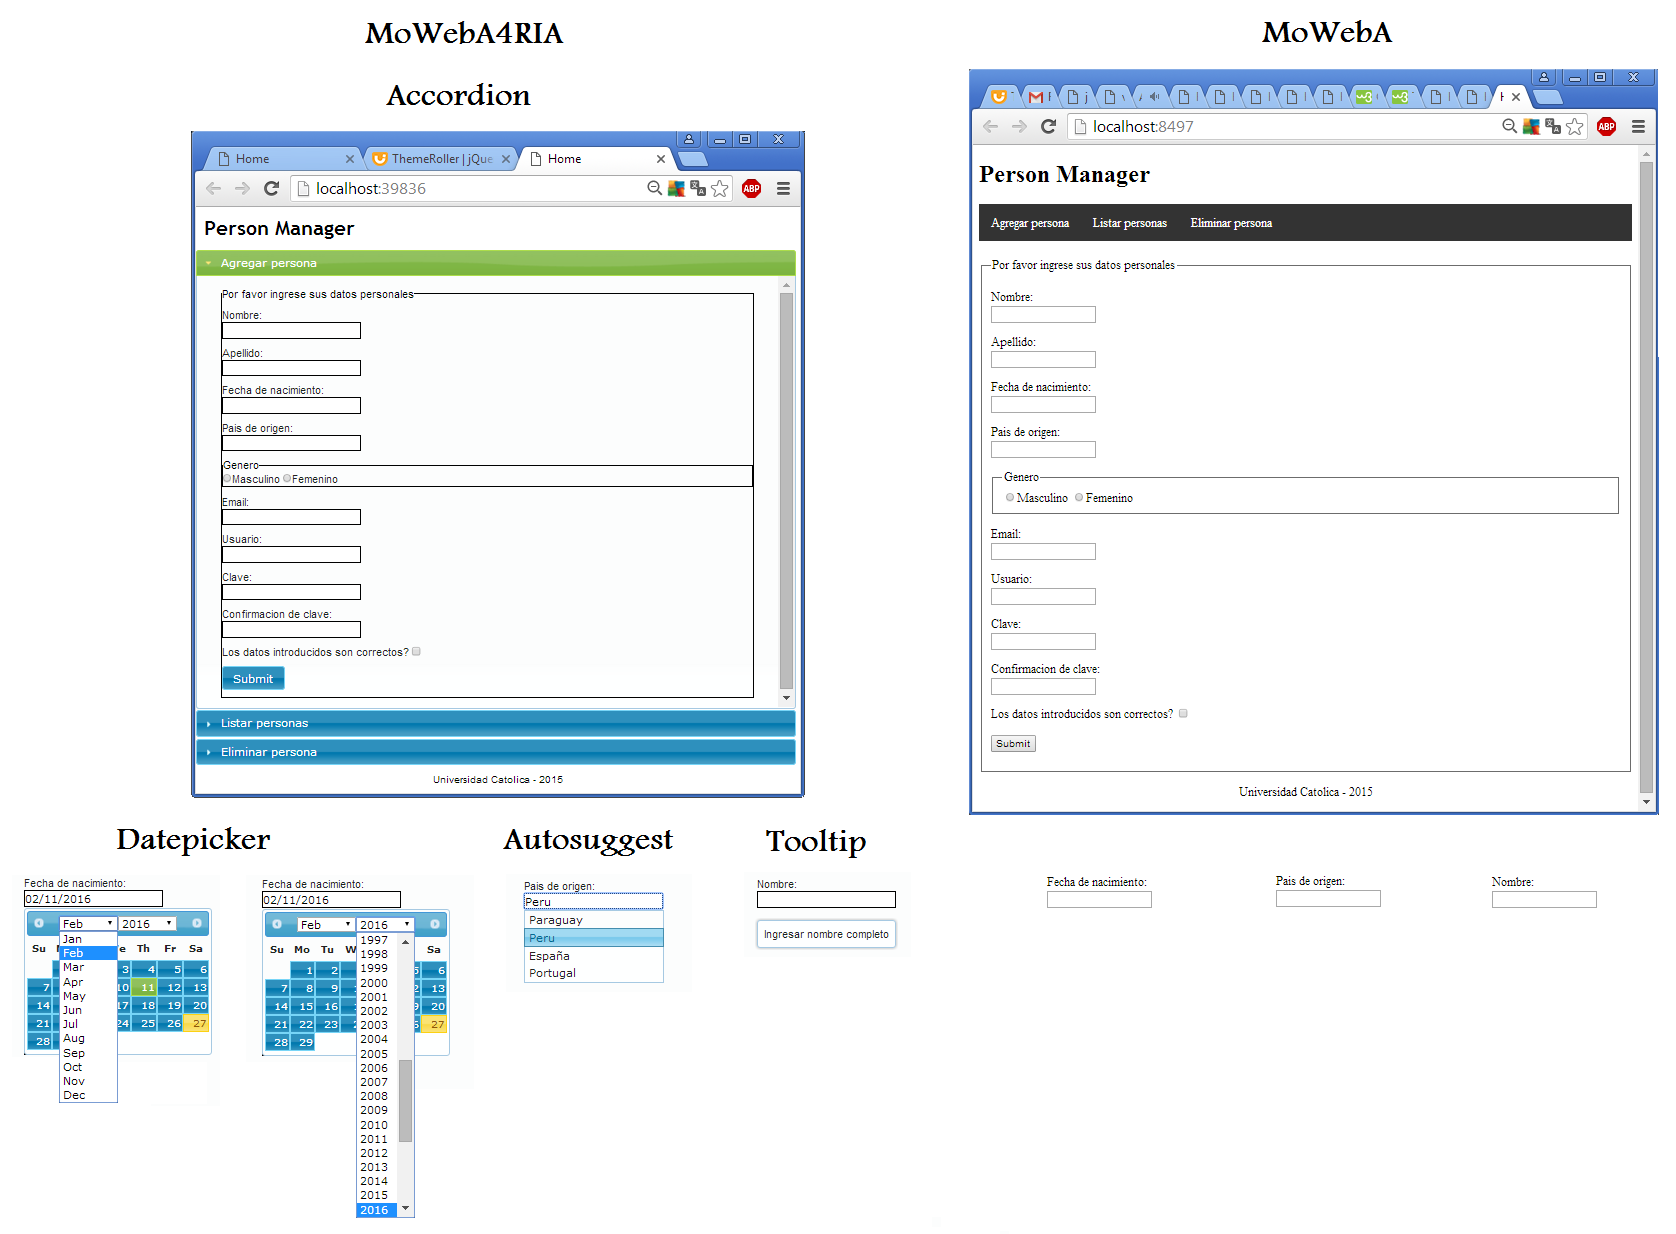 MoWebA4RIA
MoWebA
Accordion
Home
ThemeRoller | jQue
Home
localhost:39836
ABP
Person Manager
Agregar persona
Por favor ingrese sus datos personales
Nombre:
Apellido:
Fecha de nacimiento:
Pais de origen:
Genero
Masculino Femenino
Email:
Usuario:
Clave:
Confirmacion de clave:
Los datos introducidos son correctos?
Submit
Listar personas
Eliminar persona
Universidad Catolica - 2015
localhost:8497
ABP
Person Manager
Agregar persona Listar personas Eliminar persona
Por favor ingrese sus datos personales
Nombre:
Apellido:
Fecha de nacimiento:
Pais de origen:
Genero
Masculino Femenino
Email:
Usuario:
Clave:
Confirmacion de clave:
Los datos introducidos son correctos?
Submit
Universidad Catolica - 2015
Datepicker
Fecha de nacimiento:
02/11/2016
Feb 2016
Su Th Fr Sa
Jan
Feb
Mar
Apr
May
Jun
Jul
Aug
Sep
Oct
Nov
Dec
3 4 5 6
7 10 11 12 13
14 17 18 19 20
21 24 25 26 27
28
Fecha de nacimiento:
02/11/2016
Feb 2016
Su Mo Tu Sa
1 2 6
7 8 9 13
14 15 16 20
21 22 23 27
28 29
1997
1998
1999
2000
2001
2002
2003
2004
2005
2006
2007
2008
2009
2010
2011
2012
2013
2014
2015
2016
Autosuggest
Pais de origen:
Peru
Paraguay
Peru
España
Portugal
Tooltip
Nombre:
Ingresar nombre completo
Fecha de nacimiento:
Pais de origen:
Nombre: